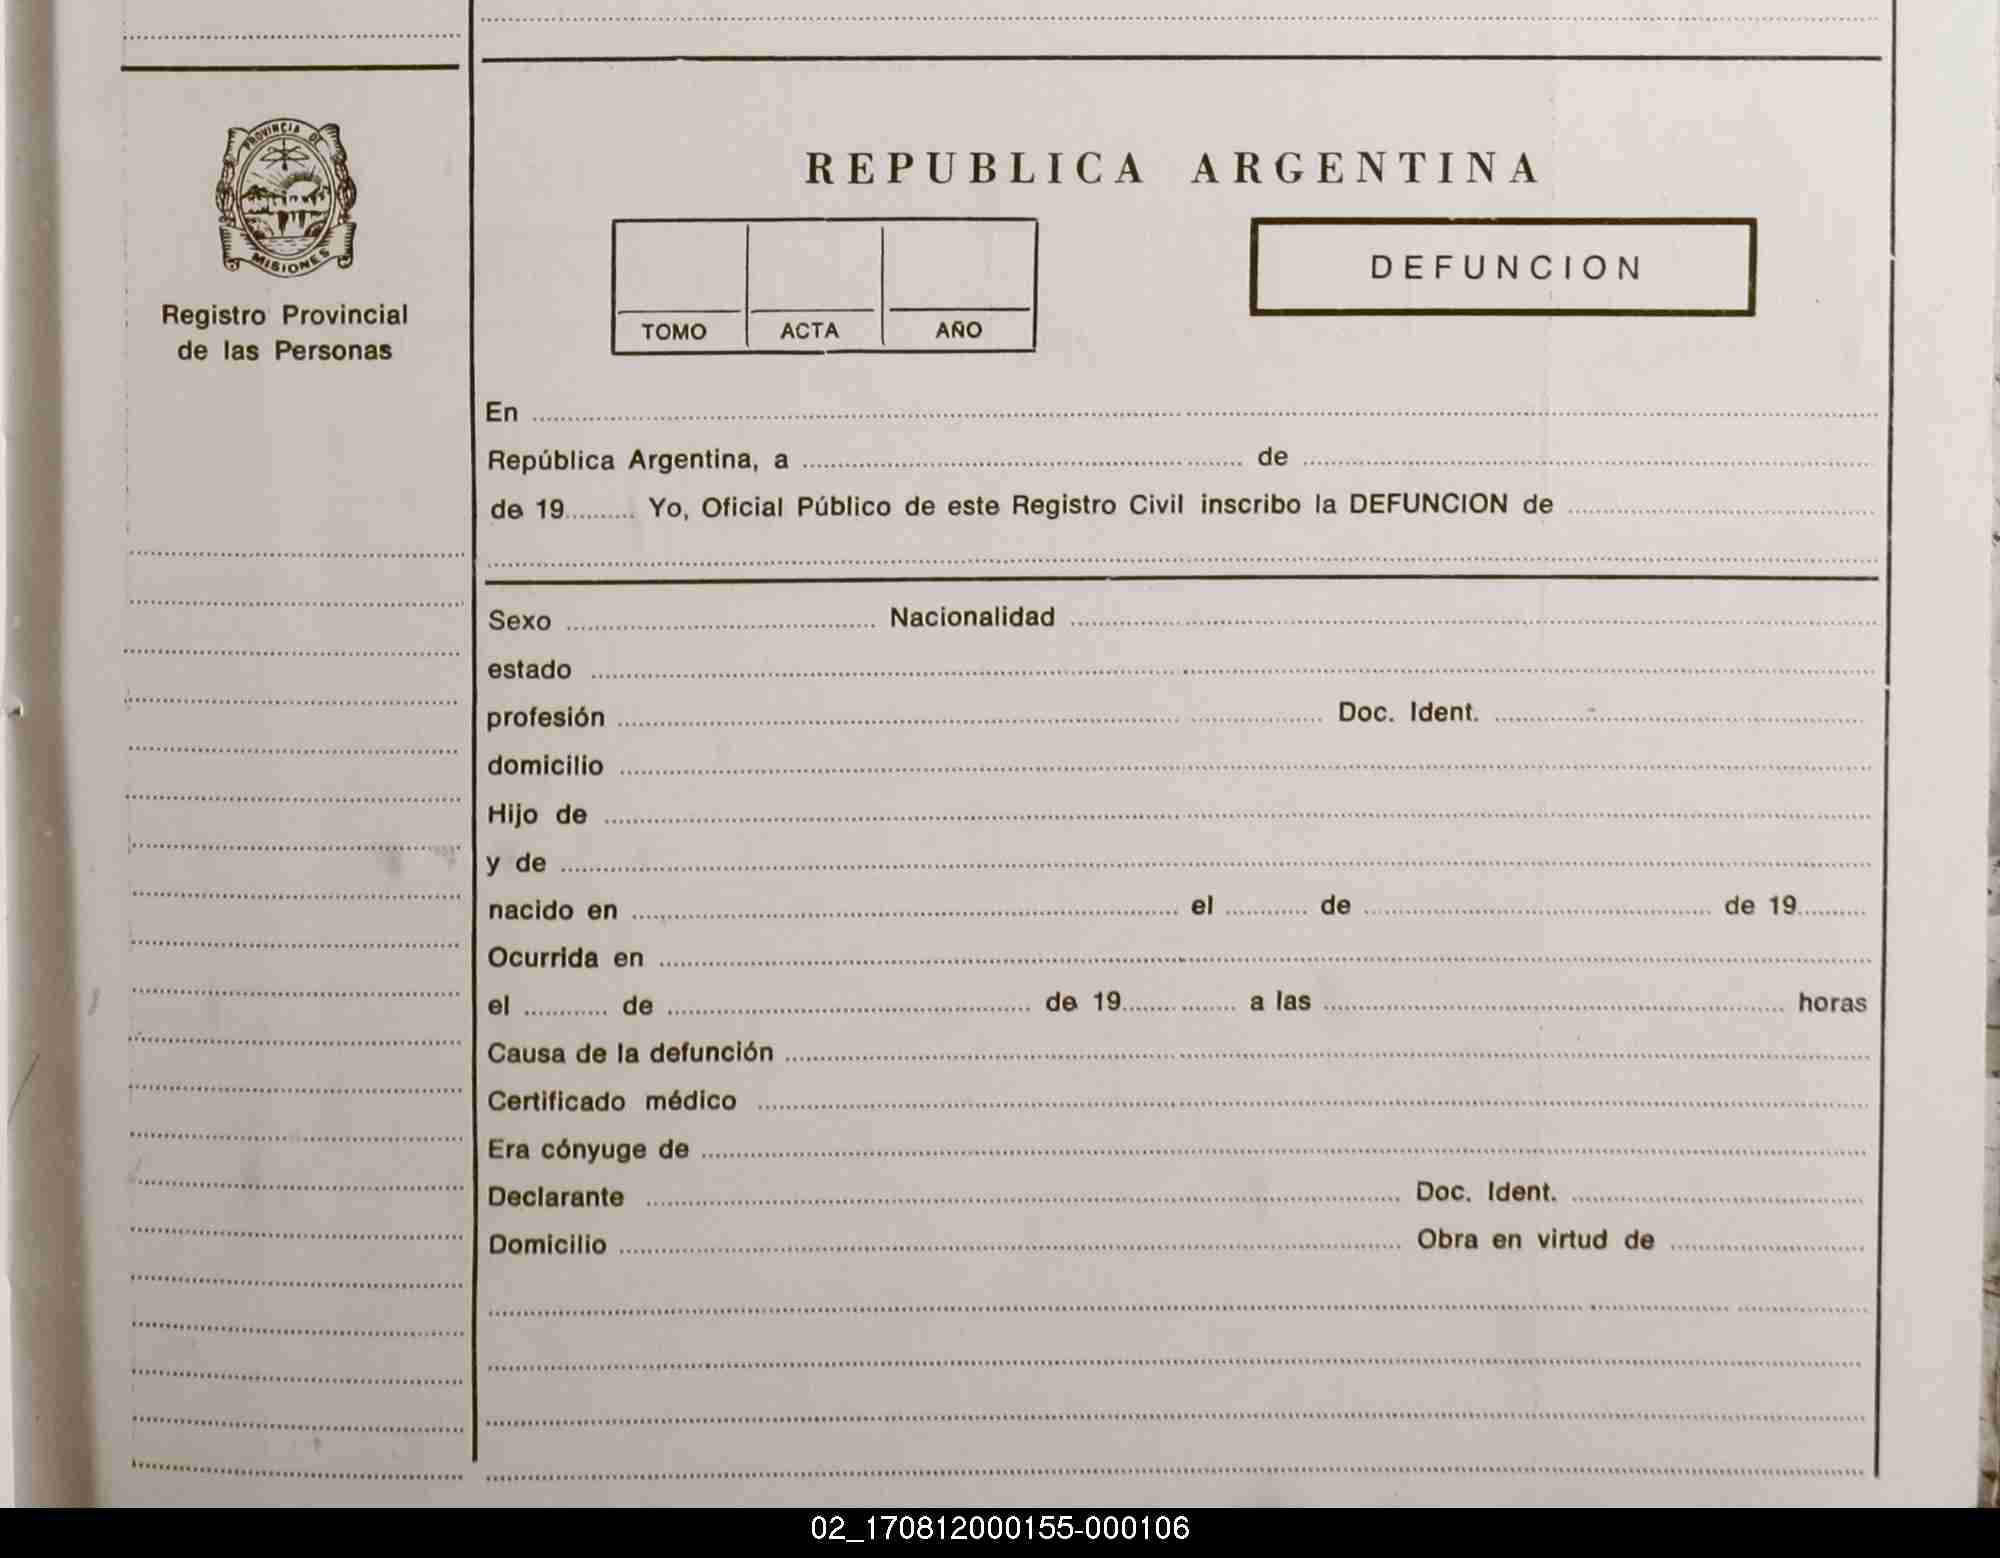 PROVINCIA DE
MISIONES
Registro Provincial
de las Personas
REPUBLICA ARGENTINA
TOMO ACTA AÑO
DEFUNCION
En
República Argentina, a de
de 19 Yo, Oficial Público de este Registro Civil inscribo la DEFUNCION de
Sexo Nacionalidad
estado
profesión Doc. Ident.
domicilio
Hijo de
y de
nacido en el de de 19
Ocurrida en
el de de 19 a las horas
Causa de la defunción
Certificado médico
Era cónyuge de
Declarante Doc. Ident.
Domicilio Obra en virtud de
02_170812000155-000106